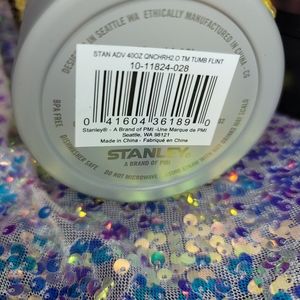 DESIGNED IN SEATTLE WA
ETHICALLY MANUFACTURED IN CHINA
STAN ADV 40OZ QNCHRH2.O TM TUMB FLINT
10-11824-028
0 41604 36189 0
Stanley® - A Brand of PMI -Une Marque de PMI
Seattle, WA 98121
Made in China - Fabriqué en China
BPA FREE
DISHWASHER SAFE
STANLEY
A BRAND OF PMI
DO NOT MICROWAVE